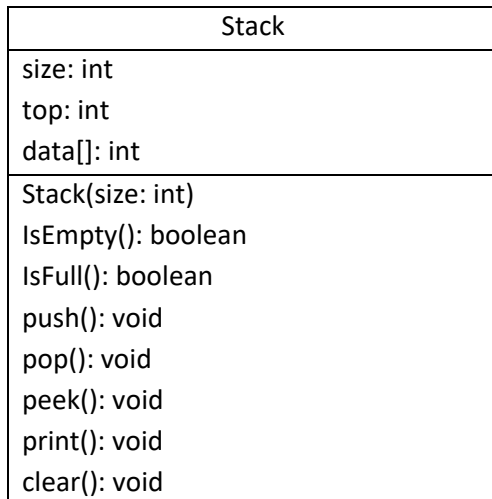 Stack
size: int
top: int
data[]: int
Stack(size: int)
IsEmpty(): boolean
IsFull(): boolean
push(): void
pop(): void
peek(): void
print(): void
clear(): void